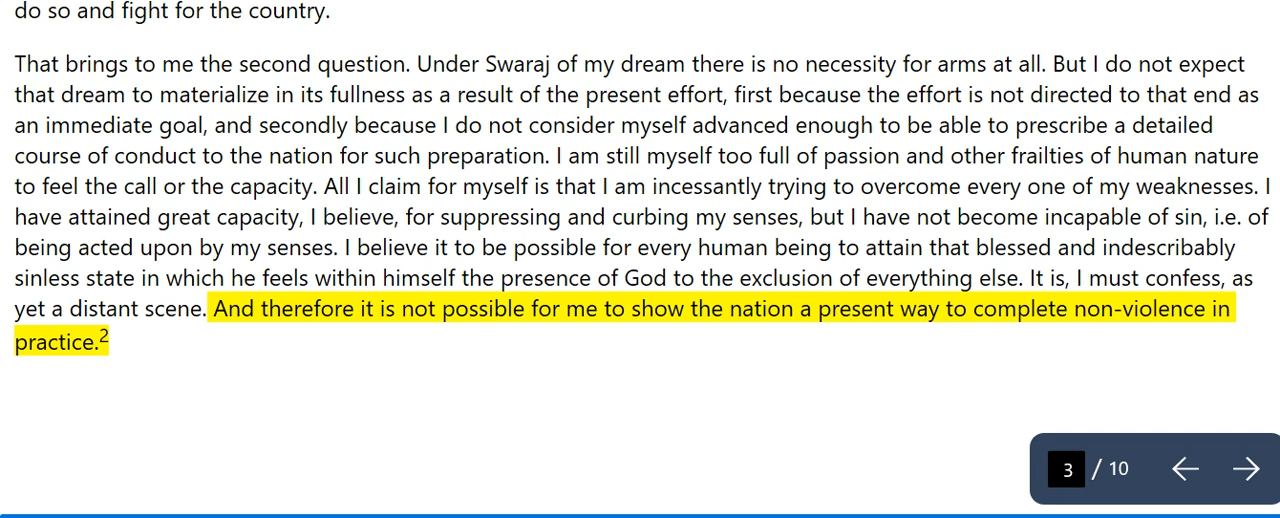 do so and fight for the country.
That brings to me the second question. Under Swaraj of my dream there is no necessity for arms at all. But I do not expect
that dream to materialize in its fullness as a result of the present effort, first because the effort is not directed to that end as
an immediate goal, and secondly because I do not consider myself advanced enough to be able to prescribe a detailed
course of conduct to the nation for such preparation. I am still myself too full of passion and other frailties of human nature
to feel the call or the capacity. All I claim for myself is that I am incessantly trying to overcome every one of my weaknesses. I
have attained great capacity, I believe, for suppressing and curbing my senses, but I have not become incapable of sin, i.e. of
being acted upon by my senses. I believe it to be possible for every human being to attain that blessed and indescribably
sinless state in which he feels within himself the presence of God to the exclusion of everything else. It is, I must confess, as
yet a distant scene. And therefore it is not possible for me to show the nation a present way to complete non-violence in
practice.2
3 / 10